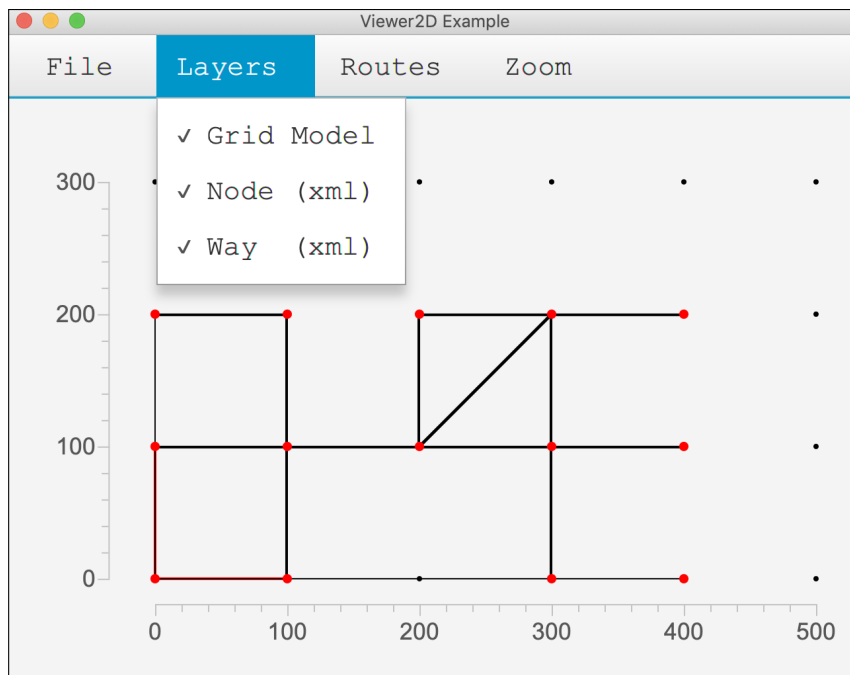 Viewer2D Example
File Layers Routes Zoom
✓ Grid Model
✓ Node (xml)
✓ Way (xml)
300
200
100
0
0 100 200 300 400 500